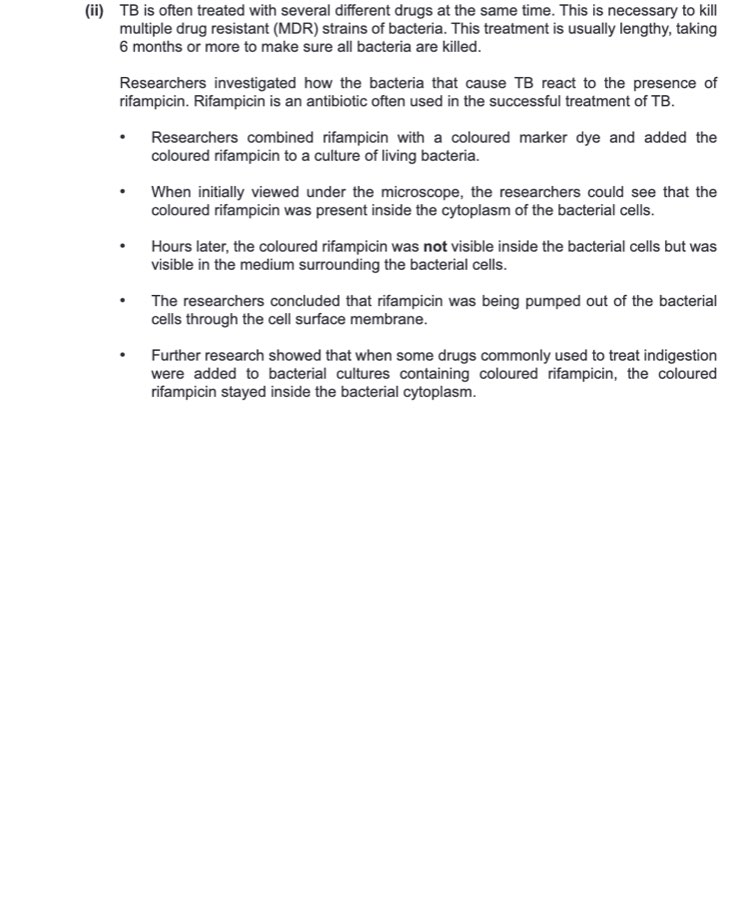 (ii) TB is often treated with several different drugs at the same time. This is necessary to kill
multiple drug resistant (MDR) strains of bacteria. This treatment is usually lengthy, taking
6 months or more to make sure all bacteria are killed.
Researchers investigated how the bacteria that cause TB react to the presence of
rifampicin. Rifampicin is an antibiotic often used in the successful treatment of TB.
• Researchers combined rifampicin with a coloured marker dye and added the
coloured rifampicin to a culture of living bacteria.
• When initially viewed under the microscope, the researchers could see that the
coloured rifampicin was present inside the cytoplasm of the bacterial cells.
• Hours later, the coloured rifampicin was not visible inside the bacterial cells but was
visible in the medium surrounding the bacterial cells.
• The researchers concluded that rifampicin was being pumped out of the bacterial
cells through the cell surface membrane.
• Further research showed that when some drugs commonly used to treat indigestion
were added to bacterial cultures containing coloured rifampicin, the coloured
rifampicin stayed inside the bacterial cytoplasm.